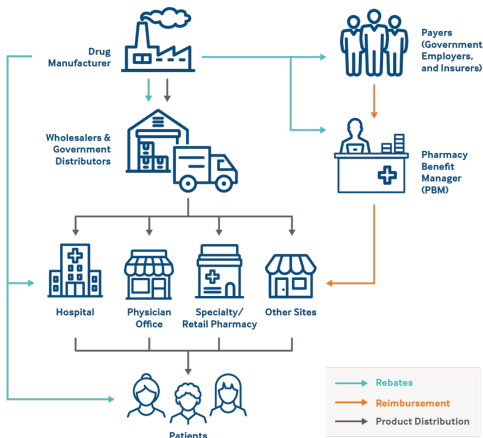 Drug
Manufacturer
Payers
(Government
Employers,
and Insurers)
Wholesalers &
Government
Distributors
Pharmacy
Benefit
Manager
(PBM)
Hospital
Physician
Office
Specialty/
Retail Pharmacy
Other Sites
Patients
Rebates
Reimbursement
Product Distribution